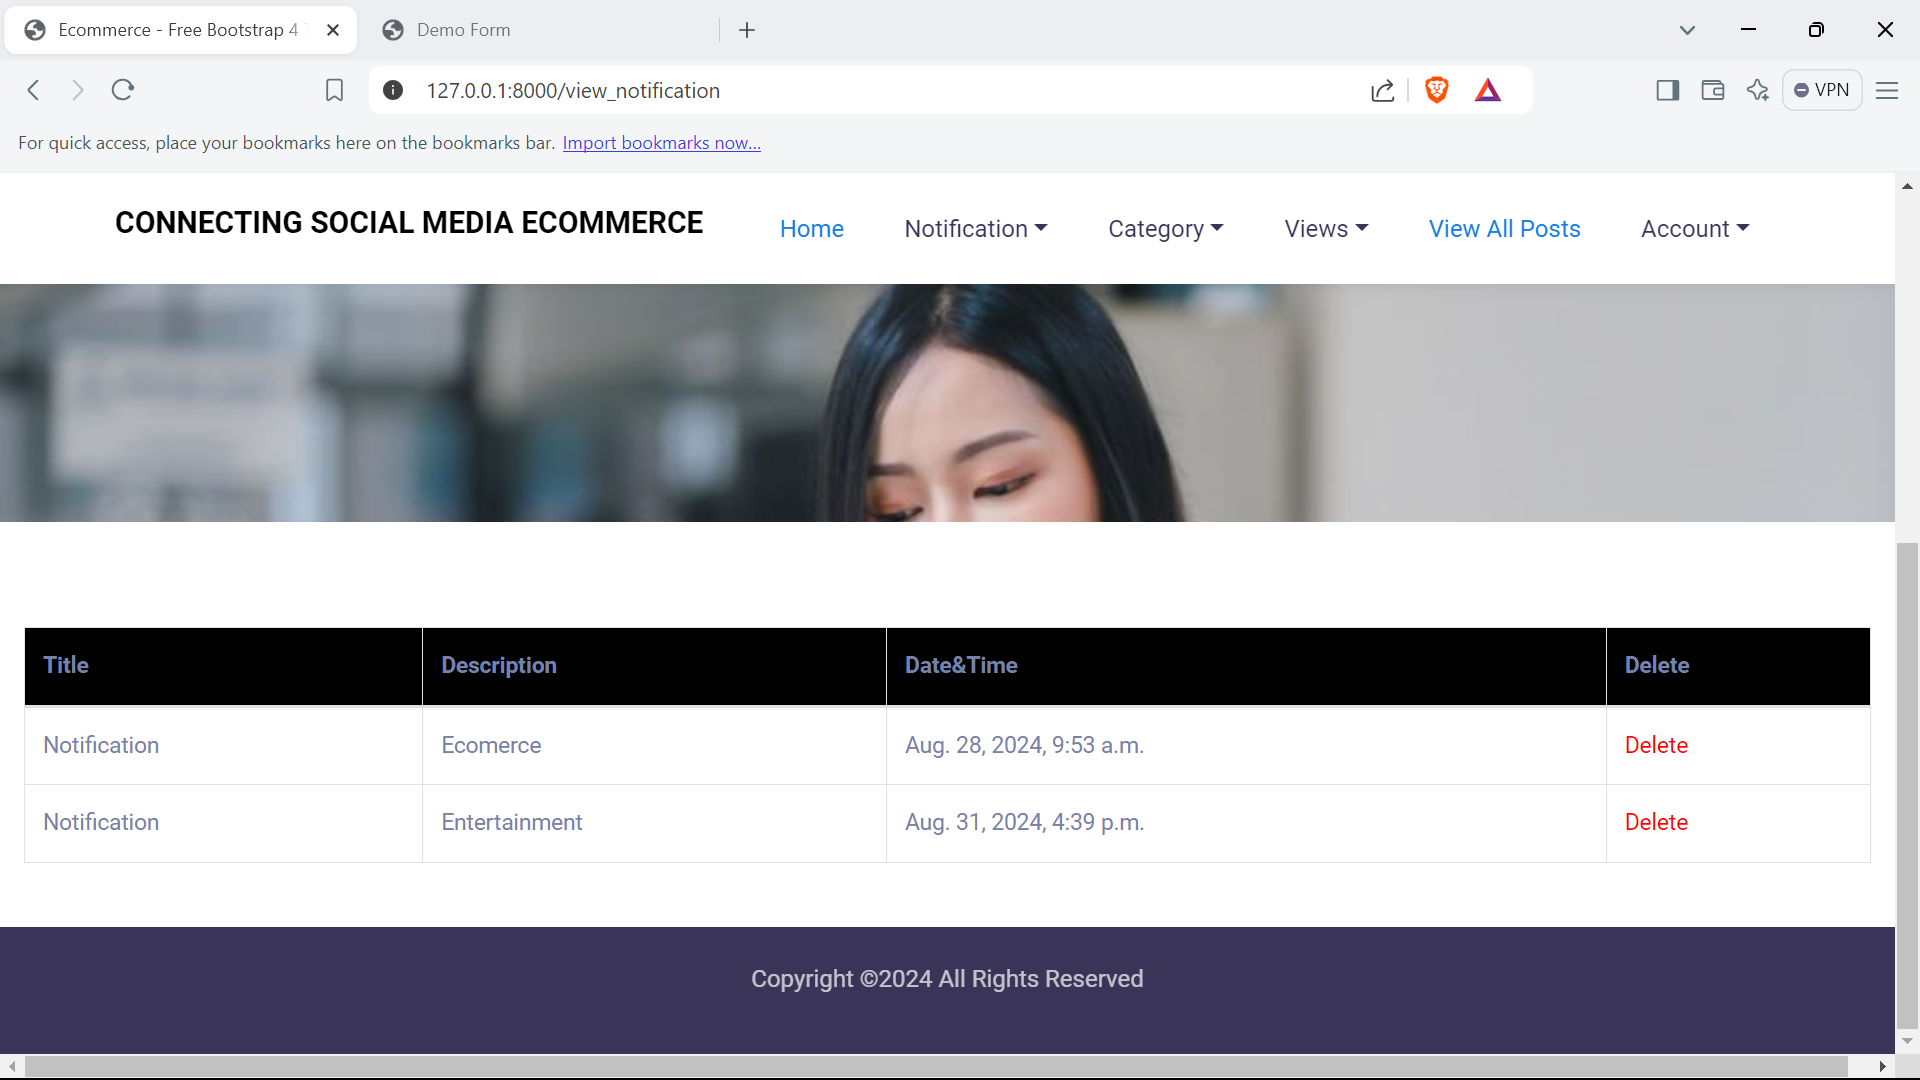 Ecommerce - Free Bootstrap 4
Demo Form
127.0.0.1:8000/view_notification
VPN
For quick access, place your bookmarks here on the bookmarks bar. Import bookmarks now...
CONNECTING SOCIAL MEDIA ECOMMERCE
Home Notification Category Views View All Posts Account
Title Description Date&Time Delete
Notification Ecomerce Aug. 28, 2024, 9:53 a.m. Delete
Notification Entertainment Aug. 31, 2024, 4:39 p.m. Delete
Copyright ©2024 All Rights Reserved